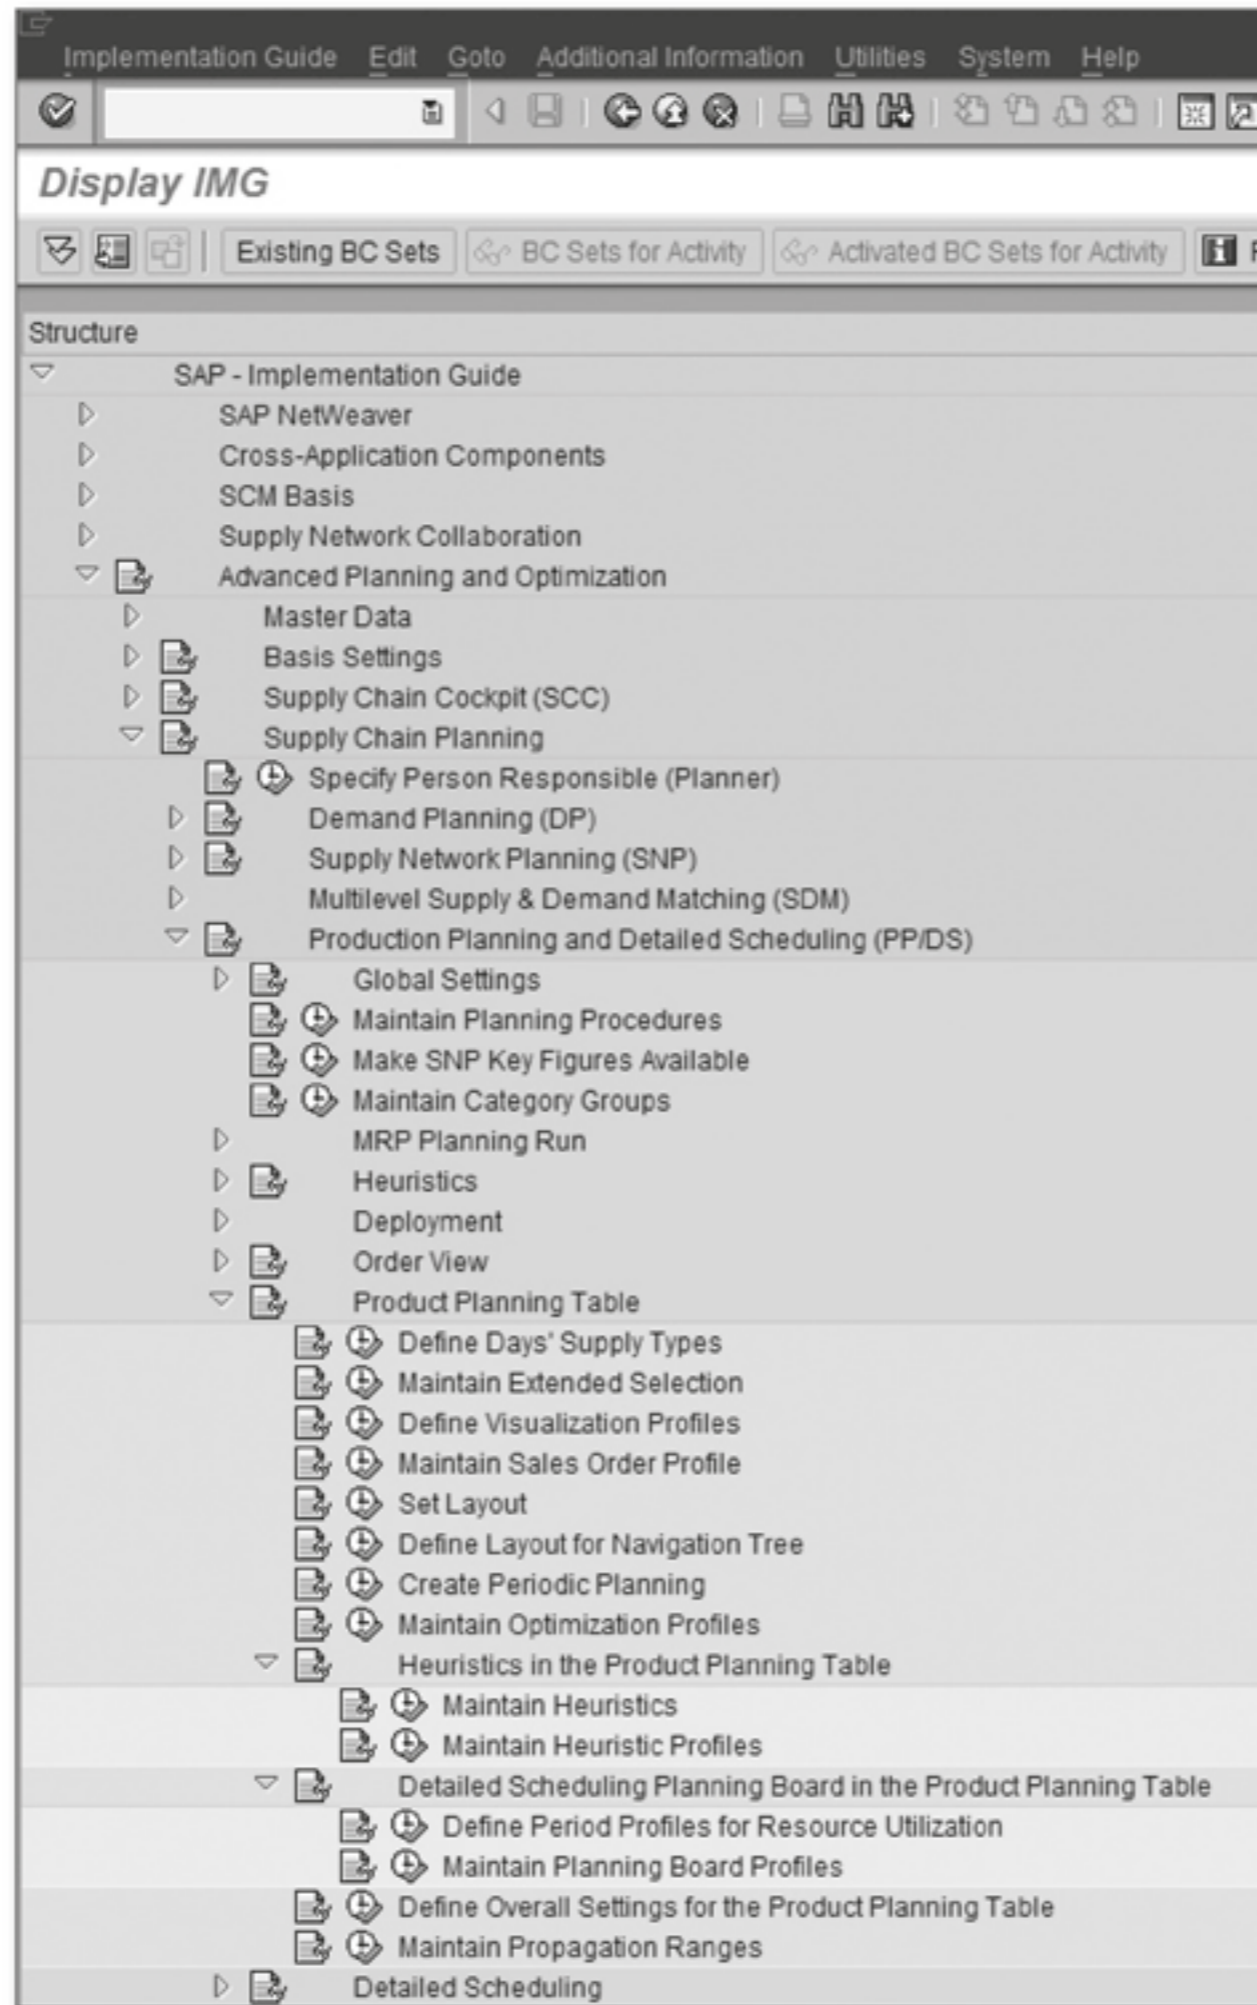 Implementation Guide Edit Goto Additional Information Utilities System Help
Display IMG
Existing BC Sets BC Sets for Activity Activated BC Sets for Activity
Structure
SAP - Implementation Guide
SAP NetWeaver
Cross-Application Components
SCM Basis
Supply Network Collaboration
Advanced Planning and Optimization
Master Data
Basis Settings
Supply Chain Cockpit (SCC)
Supply Chain Planning
Specify Person Responsible (Planner)
Demand Planning (DP)
Supply Network Planning (SNP)
Multilevel Supply & Demand Matching (SDM)
Production Planning and Detailed Scheduling (PP/DS)
Global Settings
Maintain Planning Procedures
Make SNP Key Figures Available
Maintain Category Groups
MRP Planning Run
Heuristics
Deployment
Order View
Product Planning Table
Define Days' Supply Types
Maintain Extended Selection
Define Visualization Profiles
Maintain Sales Order Profile
Set Layout
Define Layout for Navigation Tree
Create Periodic Planning
Maintain Optimization Profiles
Heuristics in the Product Planning Table
Maintain Heuristics
Maintain Heuristic Profiles
Detailed Scheduling Planning Board in the Product Planning Table
Define Period Profiles for Resource Utilization
Maintain Planning Board Profiles
Define Overall Settings for the Product Planning Table
Maintain Propagation Ranges
Detailed Scheduling